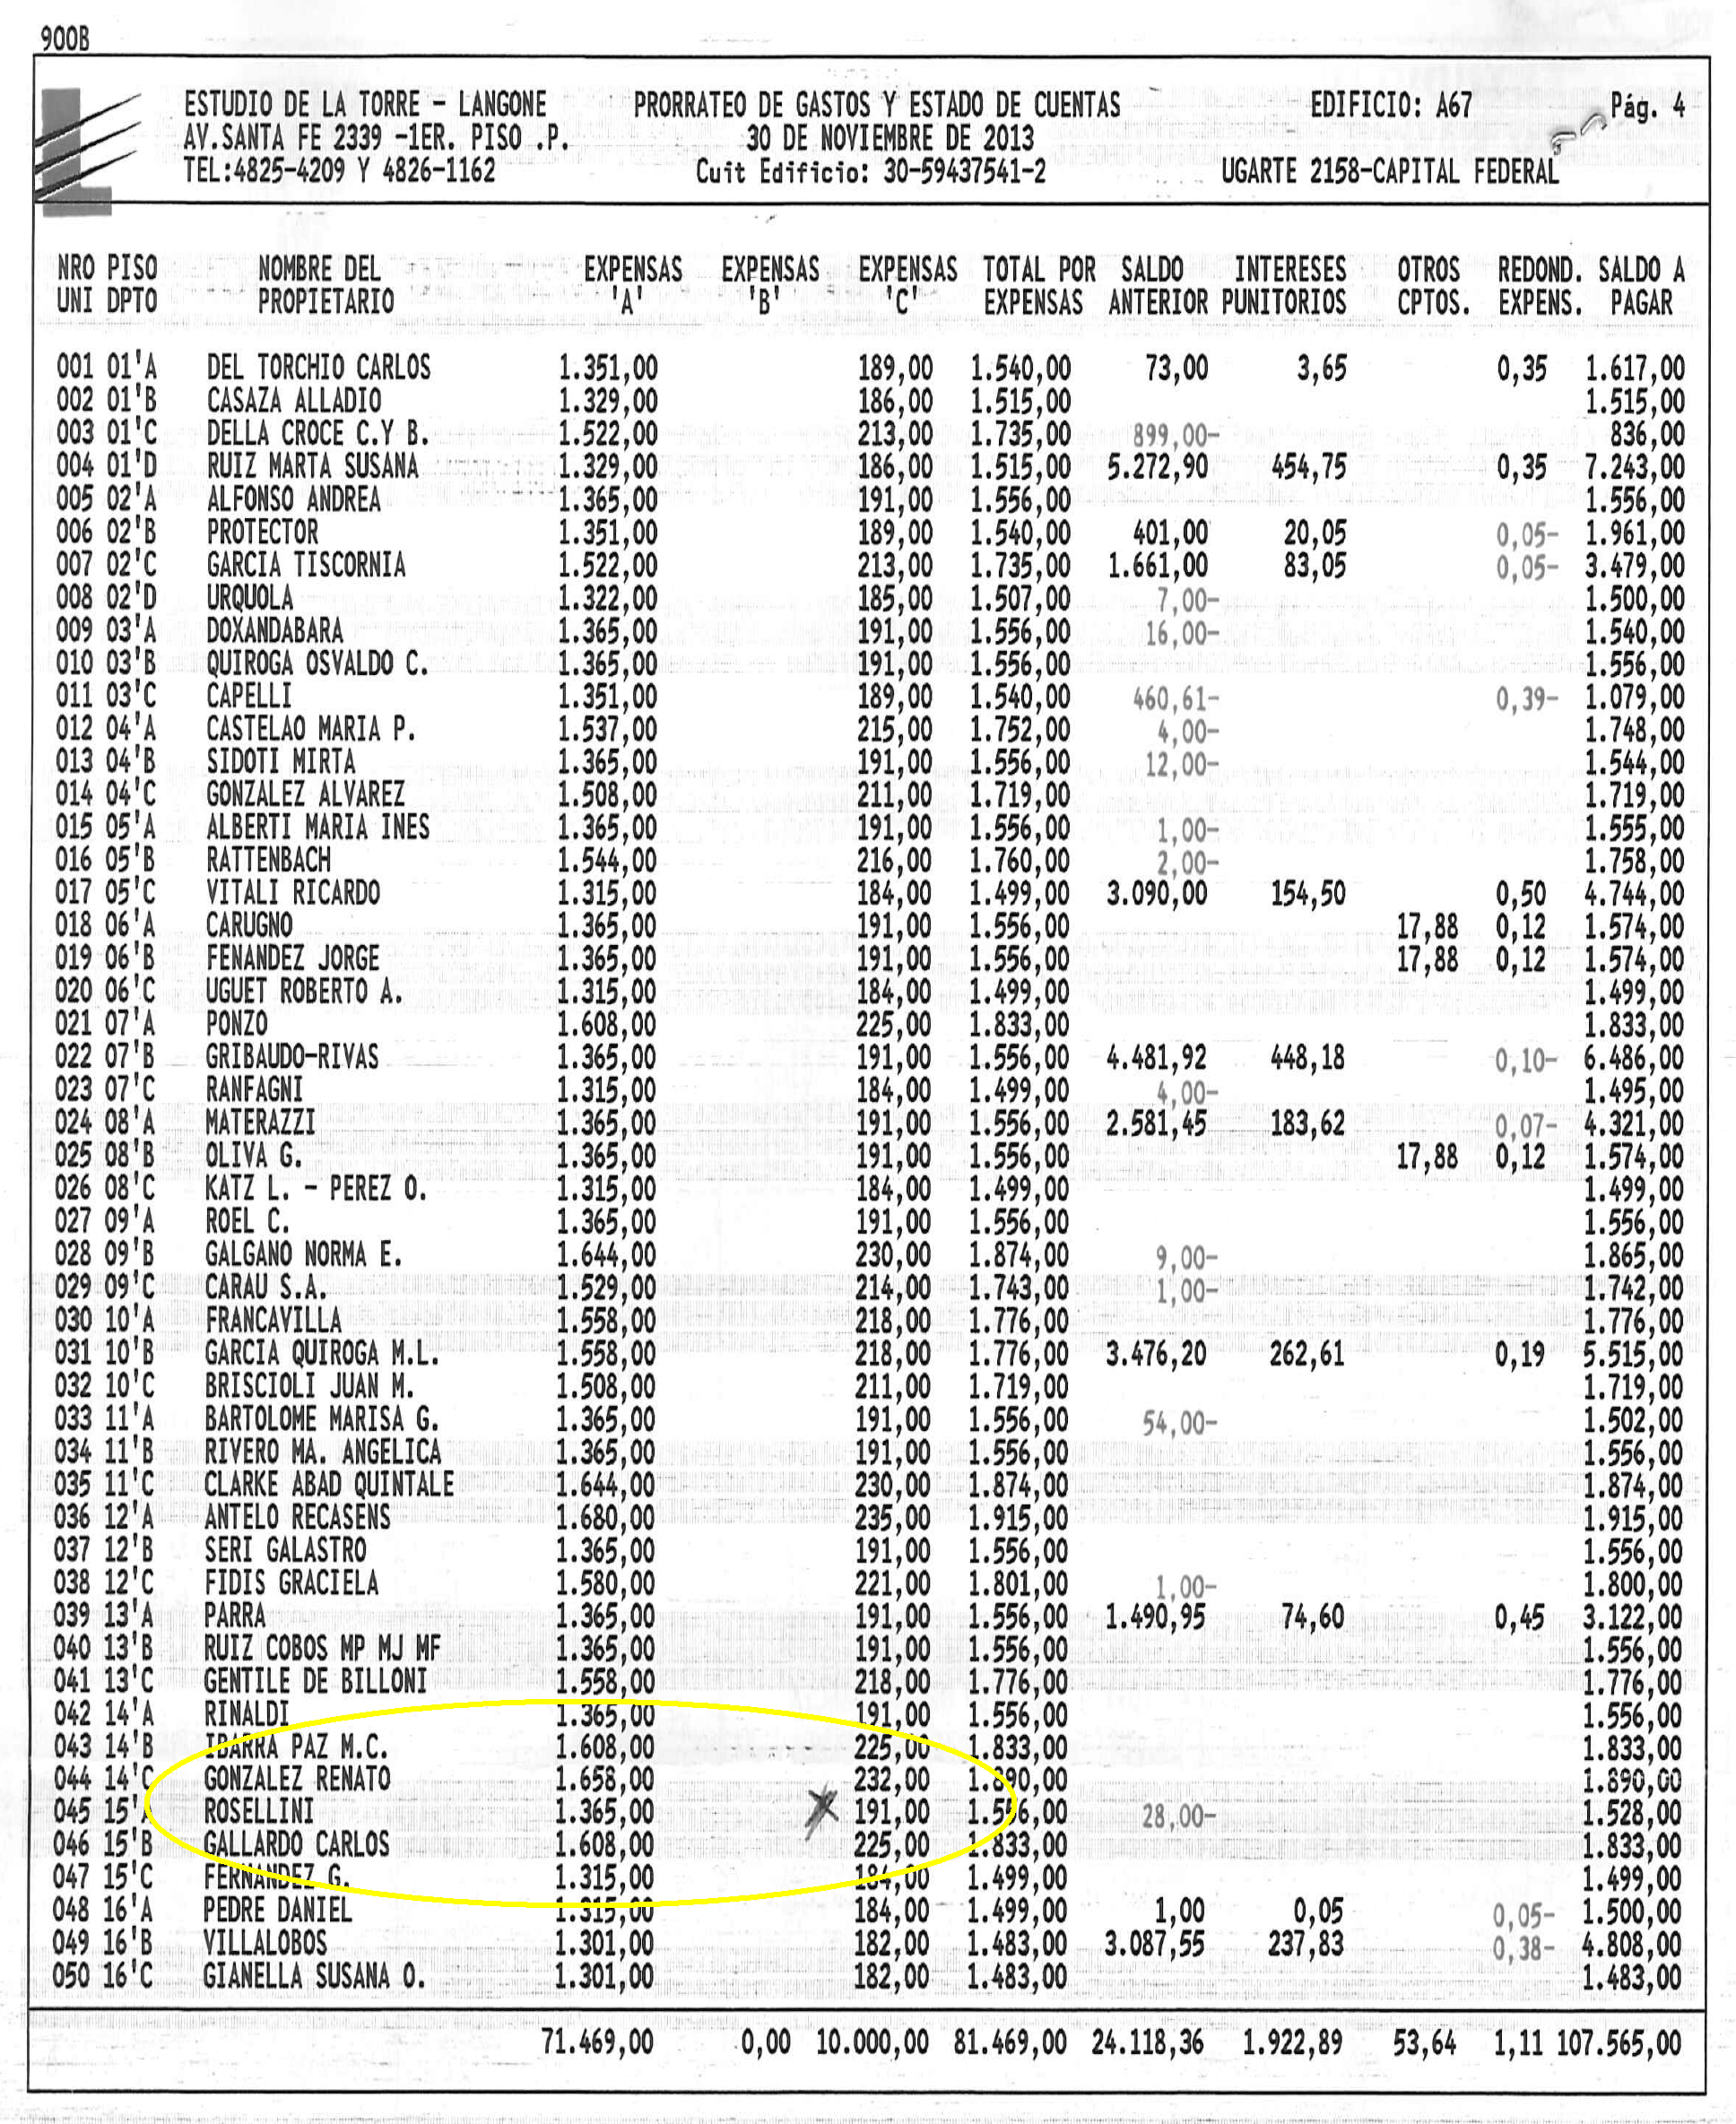 900B
ESTUDIO DE LA TORRE - LANGONE PRORRATEO DE GASTOS Y ESTADO DE CUENTAS EDIFICIO: A67 Pág. 4
AV.SANTA FE 2339 -1ER. PISO .P. 30 DE NOVIEMBRE DE 2013
TEL:4825-4209 Y 4826-1162 Cuit Edificio: 30-59437541-2 UGARTE 2158-CAPITAL FEDERAL
NRO PISO NOMBRE DEL EXPENSAS EXPENSAS EXPENSAS TOTAL POR SALDO INTERESES OTROS REDOND. SALDO A
UNI DPTO PROPIETARIO 'A' 'B' 'C' EXPENSAS ANTERIOR PUNITORIOS CPTOS. EXPENS. PAGAR
001 01'A DEL TORCHIO CARLOS 1.351,00 189,00 1.540,00 73,00 3,65 0,35 1.617,00
002 01'B CASAZA ALLADIO 1.329,00 186,00 1.515,00 1.515,00
003 01'C DELLA CROCE C.Y B. 1.522,00 213,00 1.735,00 899,00- 836,00
004 01'D RUIZ MARTA SUSANA 1.329,00 186,00 1.515,00 5.272,90 454,75 0,35 7.243,00
005 02'A ALFONSO ANDREA 1.365,00 191,00 1.556,00 1.556,00
006 02'B PROTECTOR 1.351,00 189,00 1.540,00 401,00 20,05 0,05- 1.961,00
007 02'C GARCIA TISCORNIA 1.522,00 213,00 1.735,00 1.661,00 83,05 0,05- 3.479,00
008 02'D URQUOLA 1.322,00 185,00 1.507,00 7,00- 1.500,00
009 03'A DOXANDABARA 1.365,00 191,00 1.556,00 16,00- 1.540,00
010 03'B QUIROGA OSVALDO C. 1.365,00 191,00 1.556,00 1.556,00
011 03'C CAPELLI 1.351,00 189,00 1.540,00 460,61- 0,39- 1.079,00
012 04'A CASTELAO MARIA P. 1.537,00 215,00 1.752,00 4,00- 1.748,00
013 04'B SIDOTI MIRTA 1.365,00 191,00 1.556,00 12,00- 1.544,00
014 04'C GONZALEZ ALVAREZ 1.508,00 211,00 1.719,00 1.719,00
015 05'A ALBERTI MARIA INES 1.365,00 191,00 1.556,00 1,00- 1.555,00
016 05'B RATTENBACH 1.544,00 216,00 1.760,00 2,00- 1.758,00
017 05'C VITALI RICARDO 1.315,00 184,00 1.499,00 3.090,00 154,50 0,50 4.744,00
018 06'A CARUGNO 1.365,00 191,00 1.556,00 17,88 0,12 1.574,00
019 06'B FENANDEZ JORGE 1.365,00 191,00 1.556,00 17,88 0,12 1.574,00
020 06'C UGUET ROBERTO A. 1.315,00 184,00 1.499,00 1.499,00
021 07'A PONZO 1.608,00 225,00 1.833,00 1.833,00
022 07'B GRIBAUDO-RIVAS 1.365,00 191,00 1.556,00 4.481,92 448,18 0,10- 6.486,00
023 07'C RANFAGNI 1.315,00 184,00 1.499,00 4,00- 1.495,00
024 08'A MATERAZZI 1.365,00 191,00 1.556,00 2.581,45 183,62 0,07- 4.321,00
025 08'B OLIVA G. 1.365,00 191,00 1.556,00 17,88 0,12 1.574,00
026 08'C KATZ L. - PEREZ O. 1.315,00 184,00 1.499,00 1.499,00
027 09'A ROEL C. 1.365,00 191,00 1.556,00 1.556,00
028 09'B GALGANO NORMA E. 1.644,00 230,00 1.874,00 9,00- 1.865,00
029 09'C CARAU S.A. 1.529,00 214,00 1.743,00 1,00- 1.742,00
030 10'A FRANCAVILLA 1.558,00 218,00 1.776,00 1.776,00
031 10'B GARCIA QUIROGA M.L. 1.558,00 218,00 1.776,00 3.476,20 262,61 0,19 5.515,00
032 10'C BRISCIOLI JUAN M. 1.508,00 211,00 1.719,00 1.719,00
033 11'A BARTOLOME MARISA G. 1.365,00 191,00 1.556,00 54,00- 1.502,00
034 11'B RIVERO MA. ANGELICA 1.365,00 191,00 1.556,00 1.556,00
035 11'C CLARKE ABAD QUINTALE 1.644,00 230,00 1.874,00 1.874,00
036 12'A ANTELO RECASENS 1.680,00 235,00 1.915,00 1.915,00
037 12'B SERI GALASTRO 1.365,00 191,00 1.556,00 1.556,00
038 12'C FIDIS GRACIELA 1.580,00 221,00 1.801,00 1,00- 1.800,00
039 13'A PARRA 1.365,00 191,00 1.556,00 1.490,95 74,60 0,45 3.122,00
040 13'B RUIZ COBOS MP MJ MF 1.365,00 191,00 1.556,00 1.556,00
041 13'C GENTILE DE BILLONI 1.558,00 218,00 1.776,00 1.776,00
042 14'A RINALDI 1.365,00 191,00 1.556,00 1.556,00
043 14'B IBARRA PAZ M.C. 1.608,00 225,00 1.833,00 1.833,00
044 14'C GONZALEZ RENATO 1.658,00 232,00 1.890,00 1.890,00
045 15'A ROSELLINI 1.365,00 191,00 1.556,00 28,00- 1.528,00
046 15'B GALLARDO CARLOS 1.608,00 225,00 1.833,00 1.833,00
047 15'C FERNANDEZ G. 1.315,00 184,00 1.499,00 1.499,00
048 16'A PEDRE DANIEL 1.315,00 184,00 1.499,00 1,00 0,05 0,05- 1.500,00
049 16'B VILLALOBOS 1.301,00 182,00 1.483,00 3.087,55 237,83 0,38- 4.808,00
050 16'C GIANELLA SUSANA O. 1.301,00 182,00 1.483,00 1.483,00
71.469,00 0,00 10.000,00 81.469,00 24.118,36 1.922,89 53,64 1,11 107.565,00